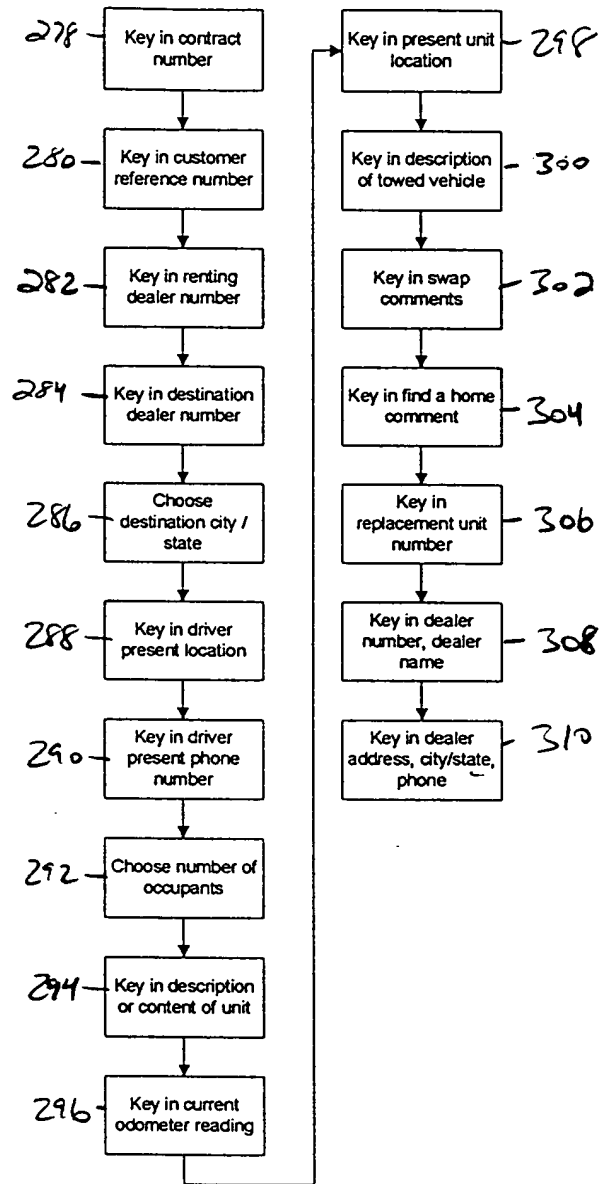 278
Key in contract
number
280
Key in customer
reference number
282
Key in renting
dealer number
284
Key in destination
dealer number
286
Choose
destination city /
state
288
Key in driver
present location
290
Key in driver
present phone
number
292
Choose number of
occupants
294
Key in description
or content of unit
296
Key in current
odometer reading
Key in present unit
location
298
Key in description
of towed vehicle
300
Key in swap
comments
302
Key in find a home
comment
304
Key in
replacement unit
number
306
Key in dealer
number, dealer
name
308
Key in dealer
address, city/state,
phone
310